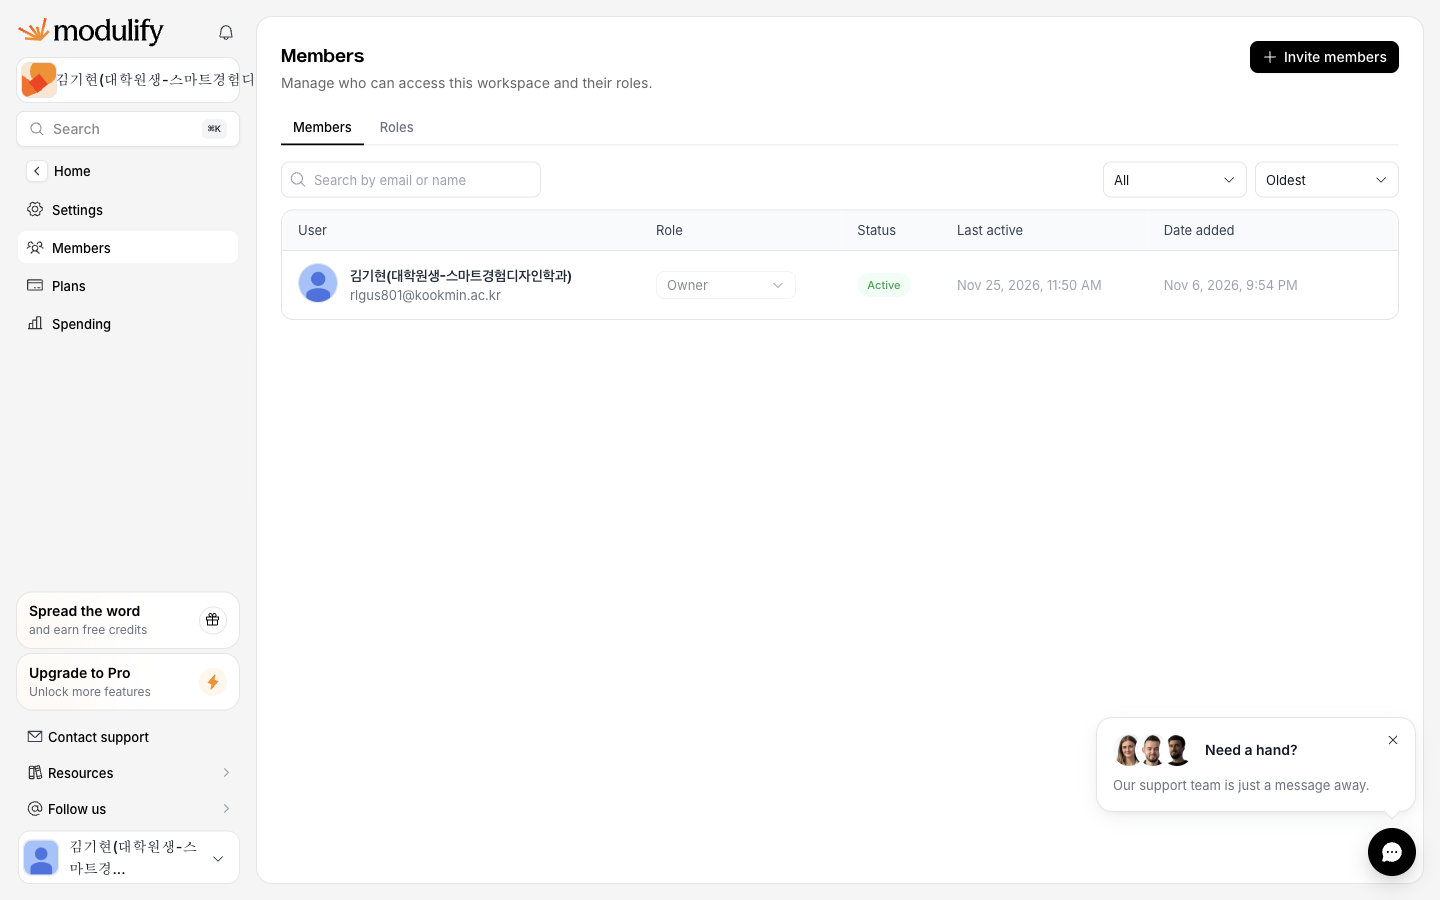 modulify
김기현(대학원생-스마트경험디
Search
⌘K
Home
Settings
Members
Plans
Spending
Spread the word
and earn free credits
Upgrade to Pro
Unlock more features
Contact support
Resources
Follow us
김기현(대학원생-스
마트경...
Members
Manage who can access this workspace and their roles.
Invite members
Members
Roles
Search by email or name
All
Oldest
User
Role
Status
Last active
Date added
김기현(대학원생-스마트경험디자인학과)
rlgus801@kookmin.ac.kr
Owner
Active
Nov 25, 2026, 11:50 AM
Nov 6, 2026, 9:54 PM
Need a hand?
Our support team is just a message away.